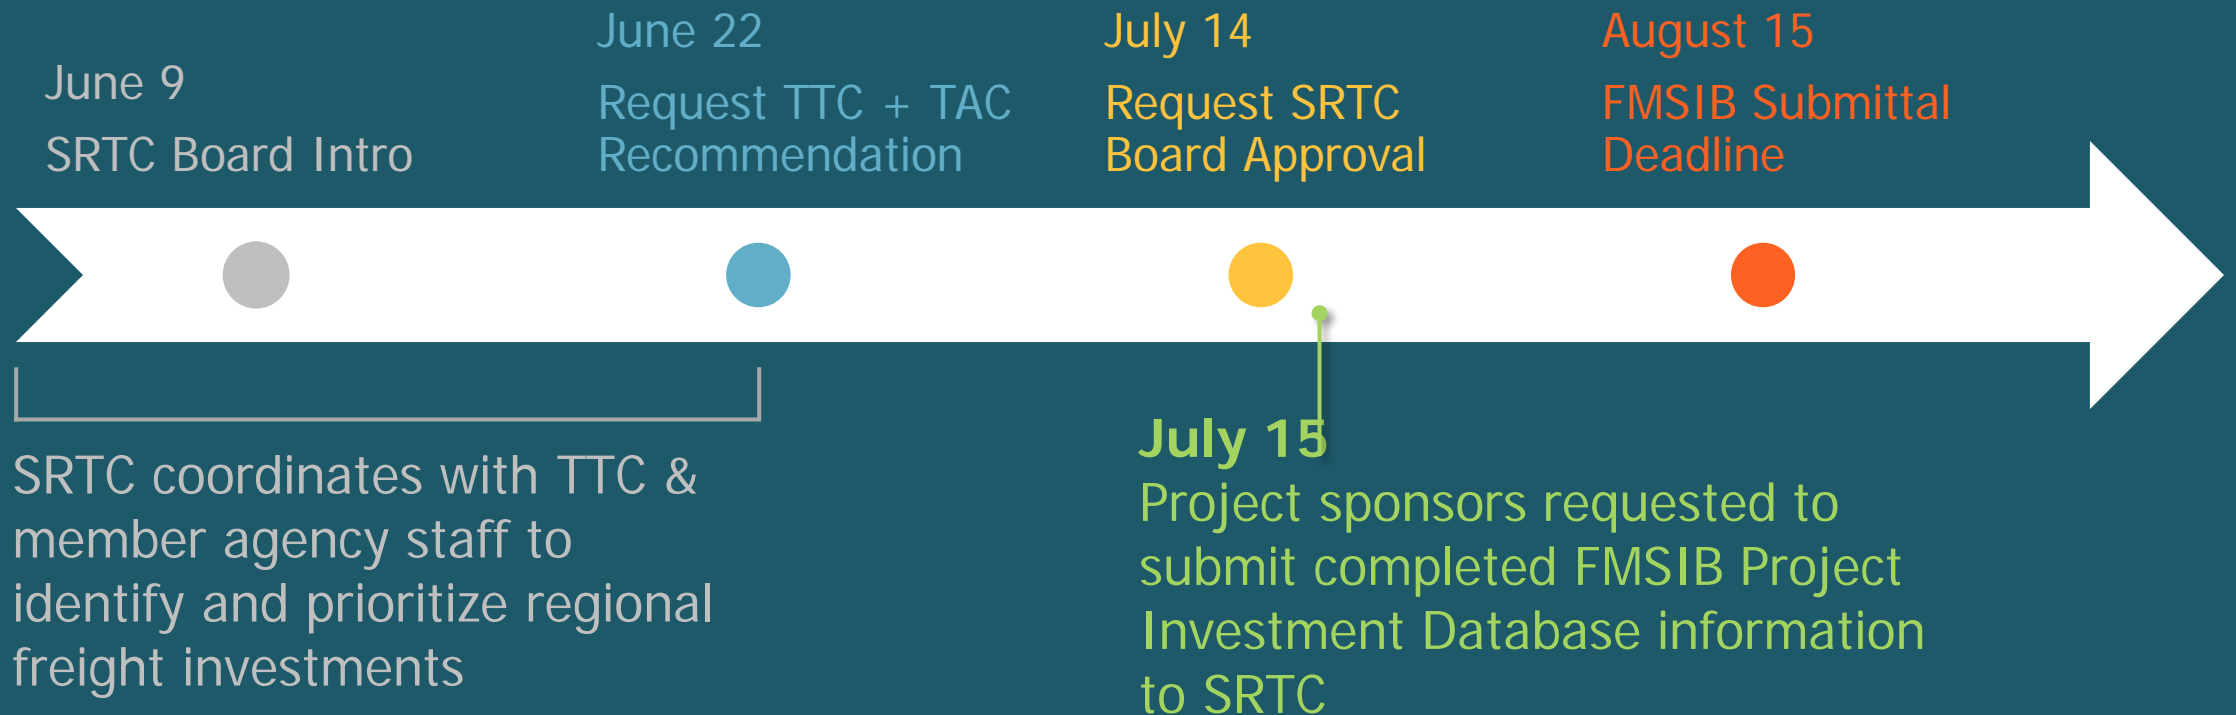 June 9
SRTC Board Intro
June 22
Request TTC + TAC
Recommendation
July 14
Request SRTC
Board Approval
August 15
FMSIB Submittal
Deadline
SRTC coordinates with TTC &
member agency staff to
identify and prioritize regional
freight investments
July 15
Project sponsors requested to
submit completed FMSIB Project
Investment Database information
to SRTC